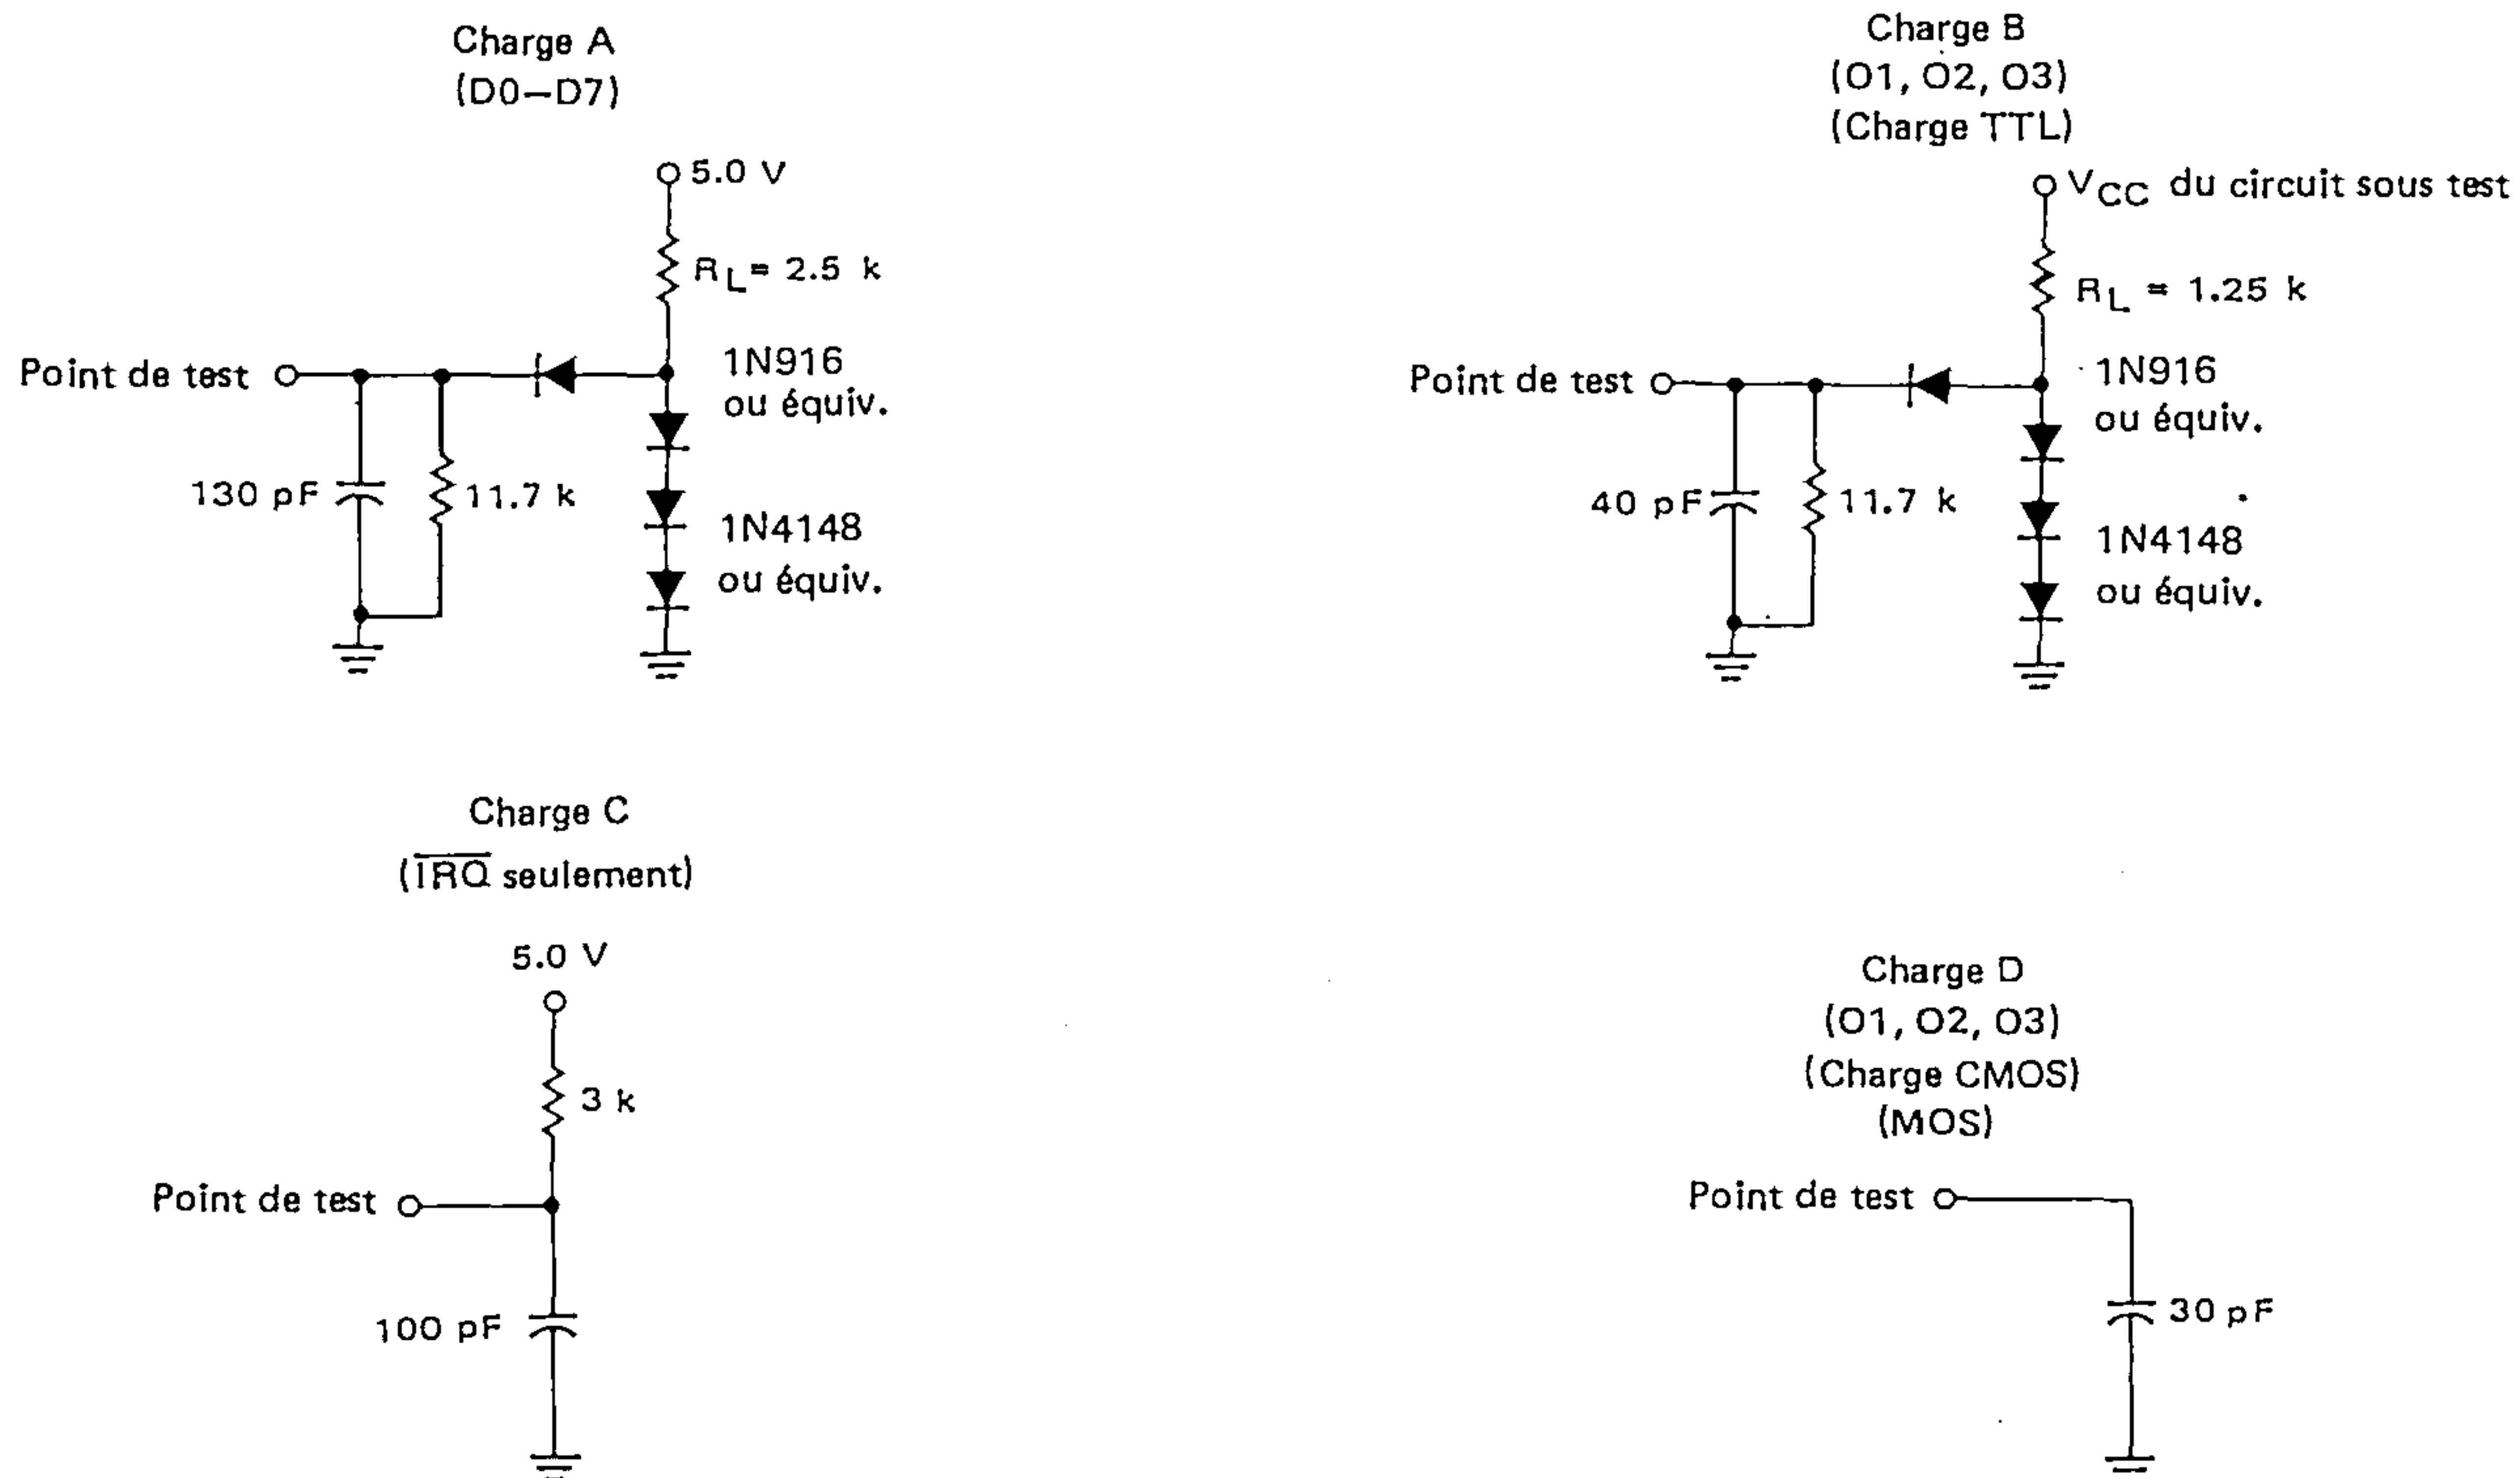 Charge A
(D0–D7)
5.0 V
RL = 2.5 k
Point de test
1N916
ou équiv.
130 pF
11.7 k
1N4148
ou équiv.
Charge B
(O1, O2, O3)
(Charge TTL)
VCC du circuit sous test
RL = 1.25 k
Point de test
1N916
ou équiv.
40 pF
11.7 k
1N4148
ou équiv.
Charge C
(I̅R̅Q̅ seulement)
5.0 V
3 k
Point de test
100 pF
Charge D
(O1, O2, O3)
(Charge CMOS)
(MOS)
Point de test
30 pF